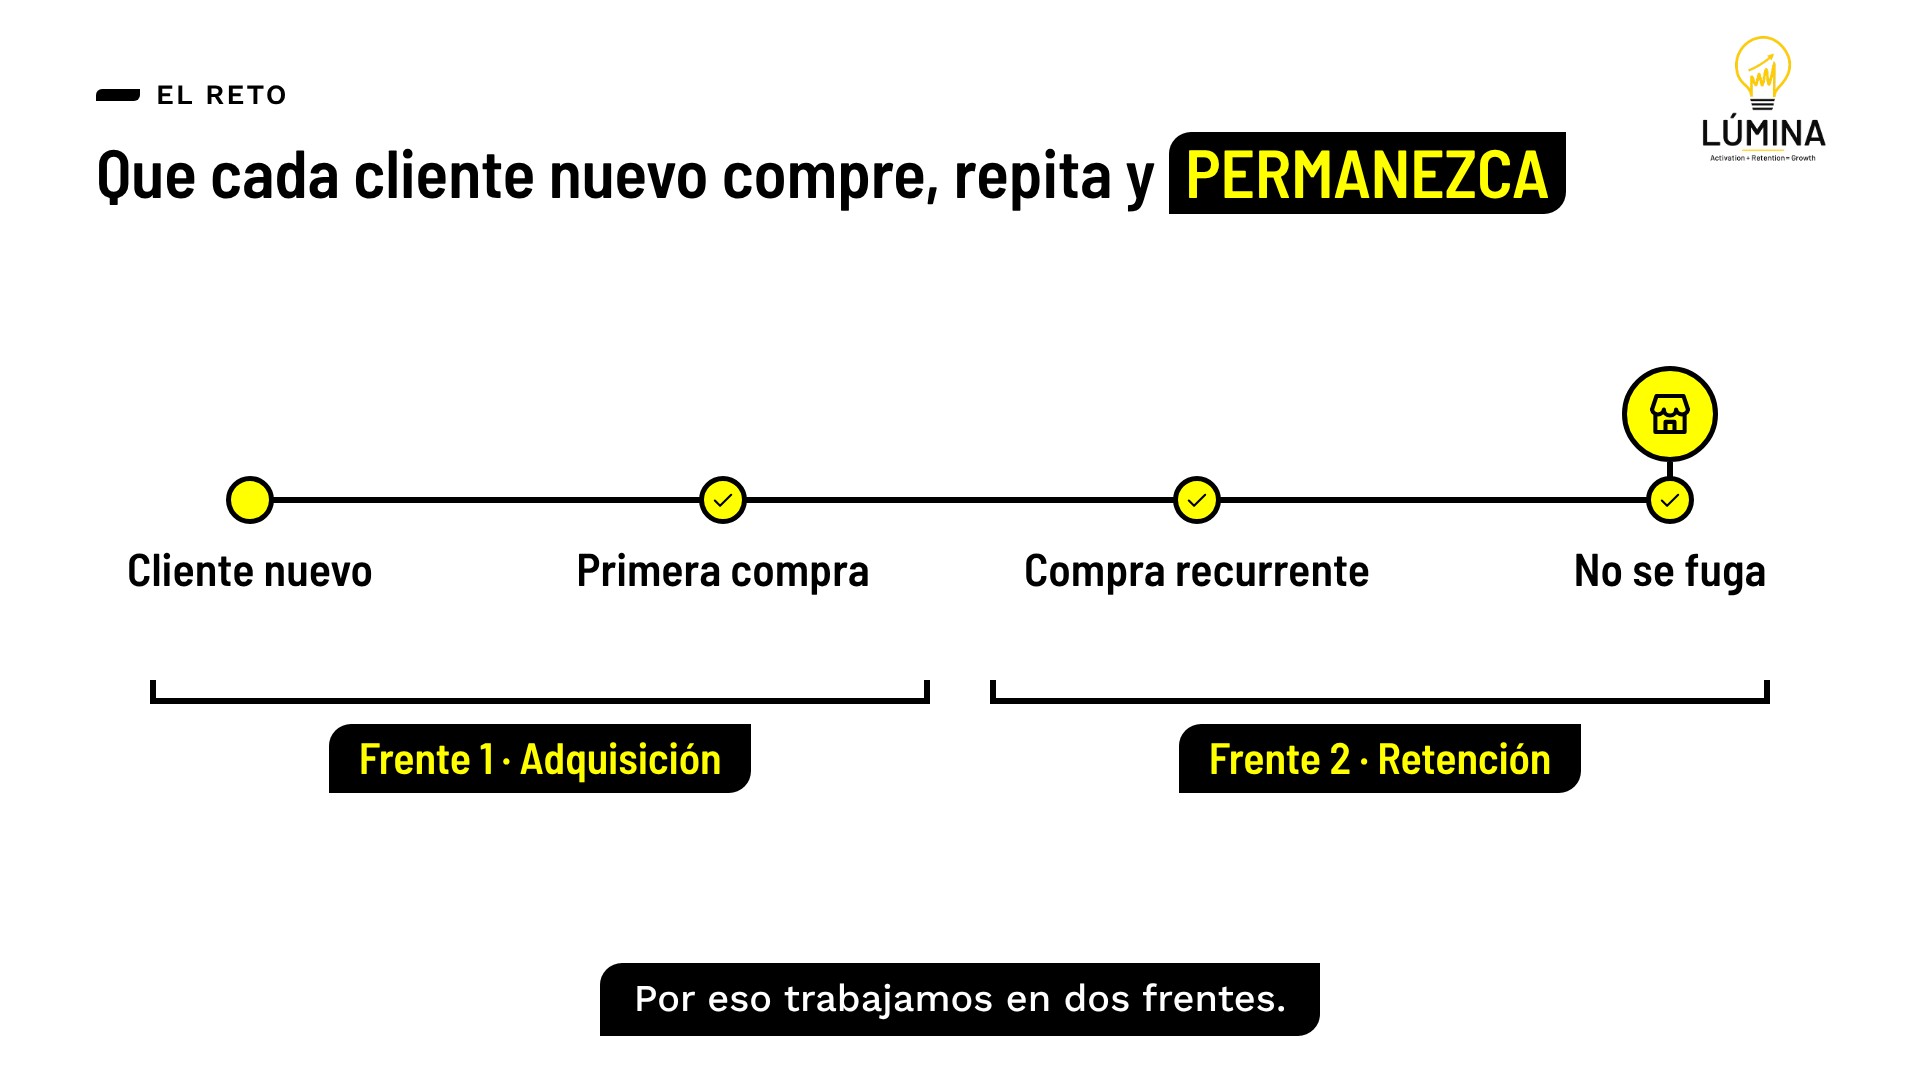 EL RETO
Que cada cliente nuevo compre, repita y PERMANEZCA
LÚMINA
Activation + Retention = Growth
Cliente nuevo
Primera compra
Compra recurrente
No se fuga
Frente 1 · Adquisición
Frente 2 · Retención
Por eso trabajamos en dos frentes.